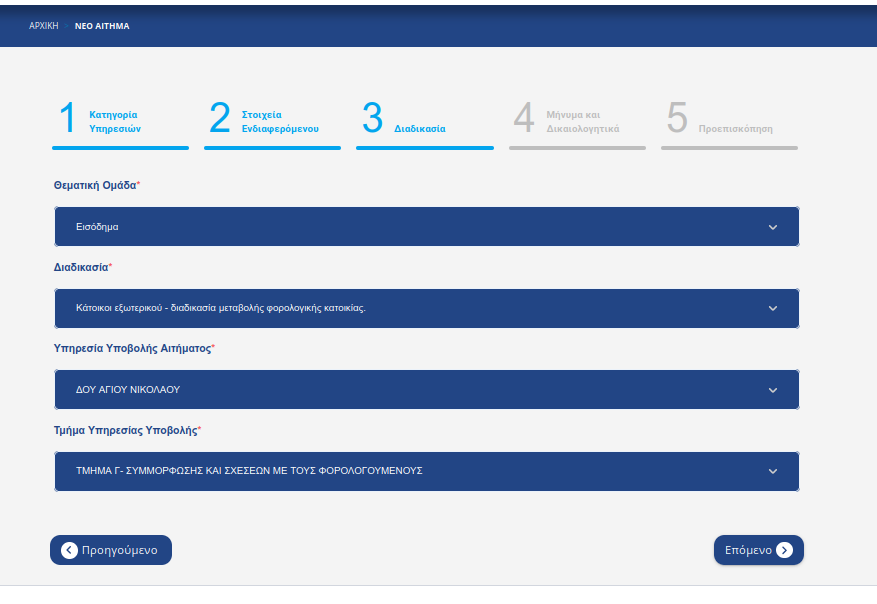 ΑΡΧΙΚΗ ΝΕΟ ΑΙΤΗΜΑ
1 Κατηγορία Υπηρεσιών
2 Στοιχεία Ενδιαφερόμενου
3 Διαδικασία
4 Μήνυμα και Δικαιολογητικά
5 Προεπισκόπηση
Θεματική Ομάδα*
Εισόδημα
Διαδικασία*
Κάτοικοι εξωτερικού - διαδικασία μεταβολής φορολογικής κατοικίας.
Υπηρεσία Υποβολής Αιτήματος*
ΔΟΥ ΑΓΙΟΥ ΝΙΚΟΛΑΟΥ
Τμήμα Υπηρεσίας Υποβολής*
ΤΜΗΜΑ Γ- ΣΥΜΜΟΡΦΩΣΗΣ ΚΑΙ ΣΧΕΣΕΩΝ ΜΕ ΤΟΥΣ ΦΟΡΟΛΟΓΟΥΜΕΝΟΥΣ
Προηγούμενο
Επόμενο